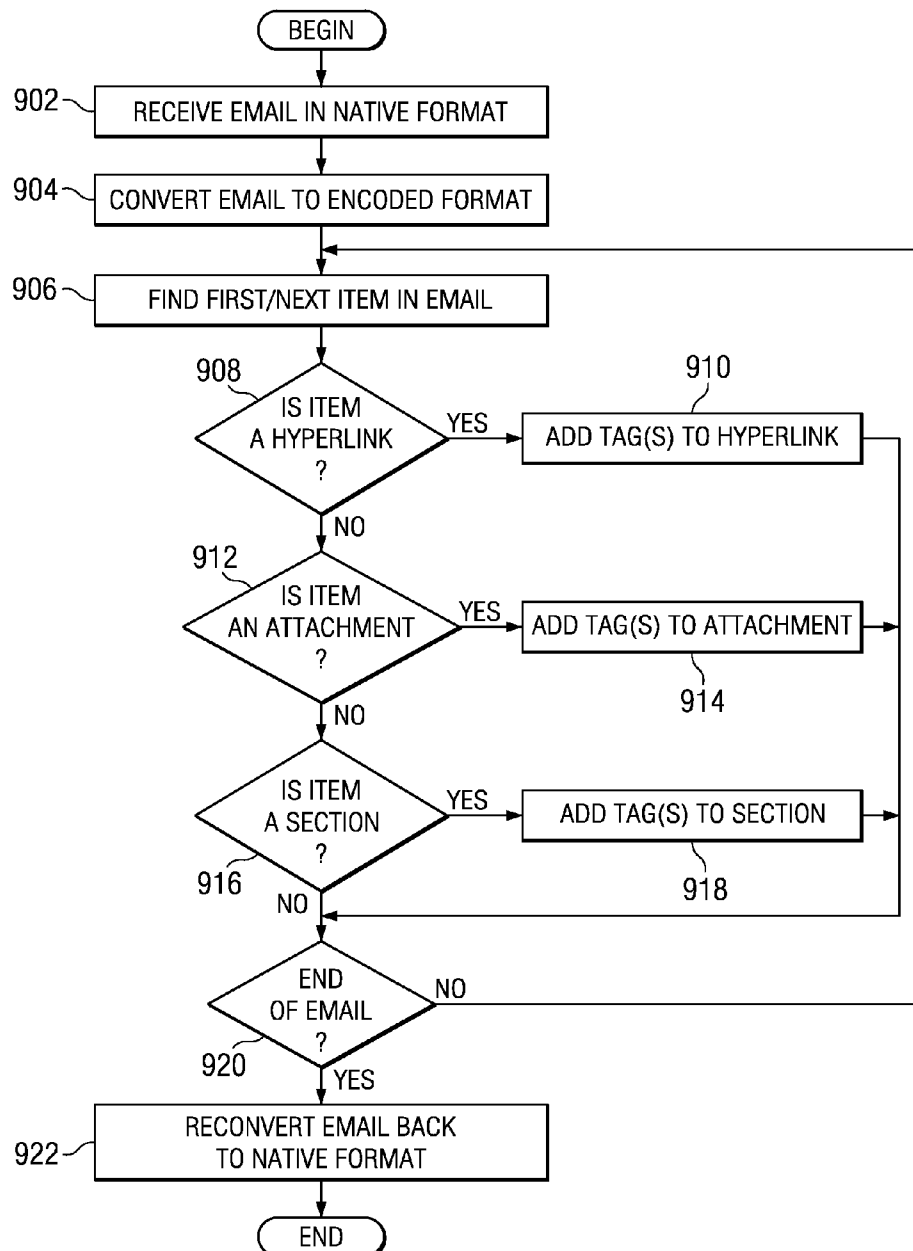 BEGIN
902
RECEIVE EMAIL IN NATIVE FORMAT
904
CONVERT EMAIL TO ENCODED FORMAT
906
FIND FIRST/NEXT ITEM IN EMAIL
908
IS ITEM
A HYPERLINK
?
YES
910
ADD TAG(S) TO HYPERLINK
NO
912
IS ITEM
AN ATTACHMENT
?
YES
ADD TAG(S) TO ATTACHMENT
914
NO
IS ITEM
A SECTION
?
YES
ADD TAG(S) TO SECTION
916
918
NO
END
OF EMAIL
?
NO
920
YES
922
RECONVERT EMAIL BACK
TO NATIVE FORMAT
END